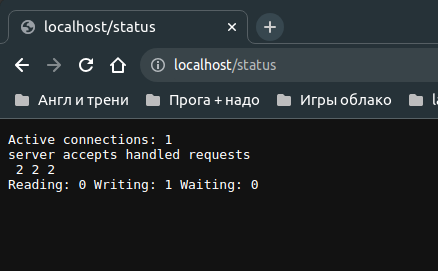 localhost/status
localhost/status
Англ и трени Прога + надо Игры облако
Active connections: 1
server accepts handled requests
2 2 2
Reading: 0 Writing: 1 Waiting: 0